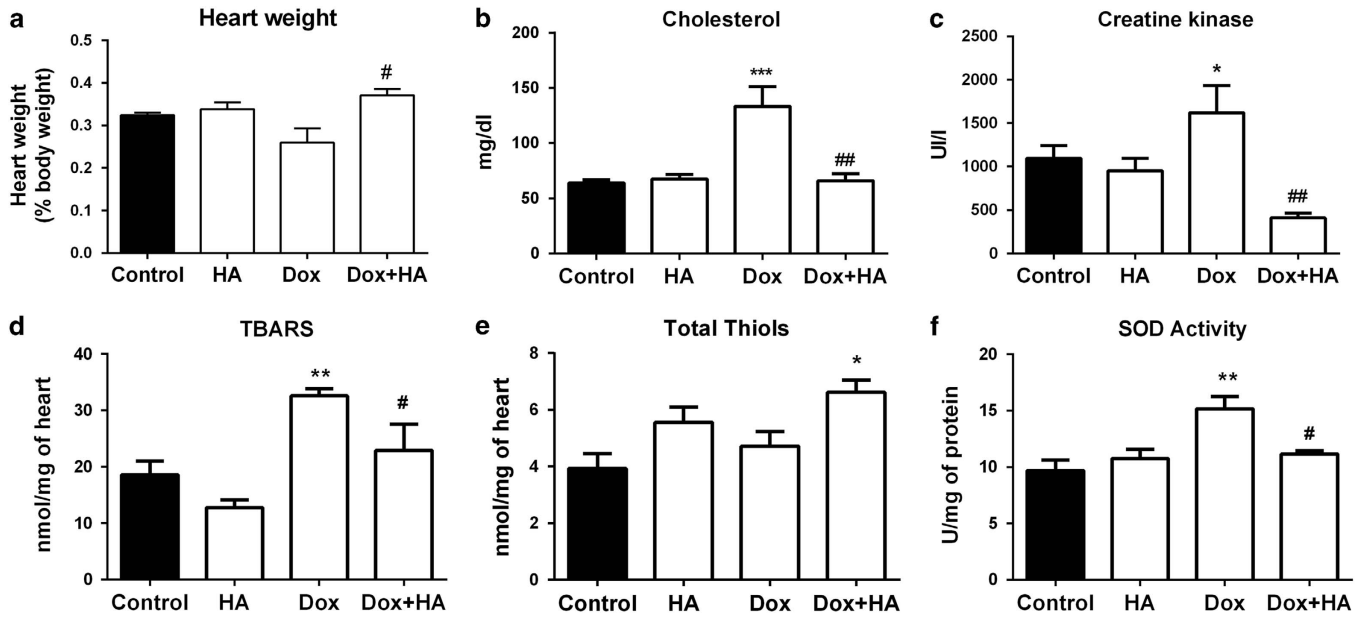 a
Heart weight
Heart weight
(% body weight)
0.5
0.4
0.3
0.2
0.1
0.0
#
Control HA Dox Dox+HA
b
Cholesterol
mg/dl
200
150
100
50
0
***
##
Control HA Dox Dox+HA
c
Creatine kinase
UI/l
2500
2000
1500
1000
500
0
*
##
Control HA Dox Dox+HA
d
TBARS
nmol/mg of heart
40
30
20
10
0
**
#
Control HA Dox Dox+HA
e
Total Thiols
nmol/mg of heart
8
6
4
2
0
*
Control HA Dox Dox+HA
f
SOD Activity
U/mg of protein
20
15
10
5
0
**
#
Control HA Dox Dox+HA